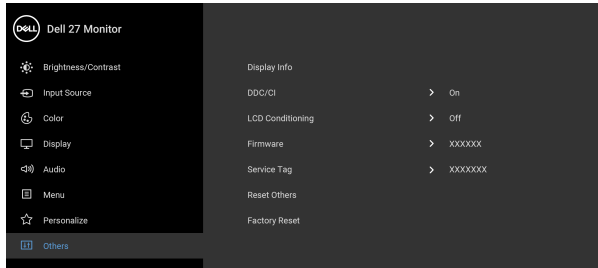 DELL Dell 27 Monitor
Brightness/Contrast
Input Source
Color
Display
Audio
Menu
Personalize
Others
Display Info
DDC/CI > On
LCD Conditioning > Off
Firmware > XXXXXX
Service Tag > XXXXXXX
Reset Others
Factory Reset